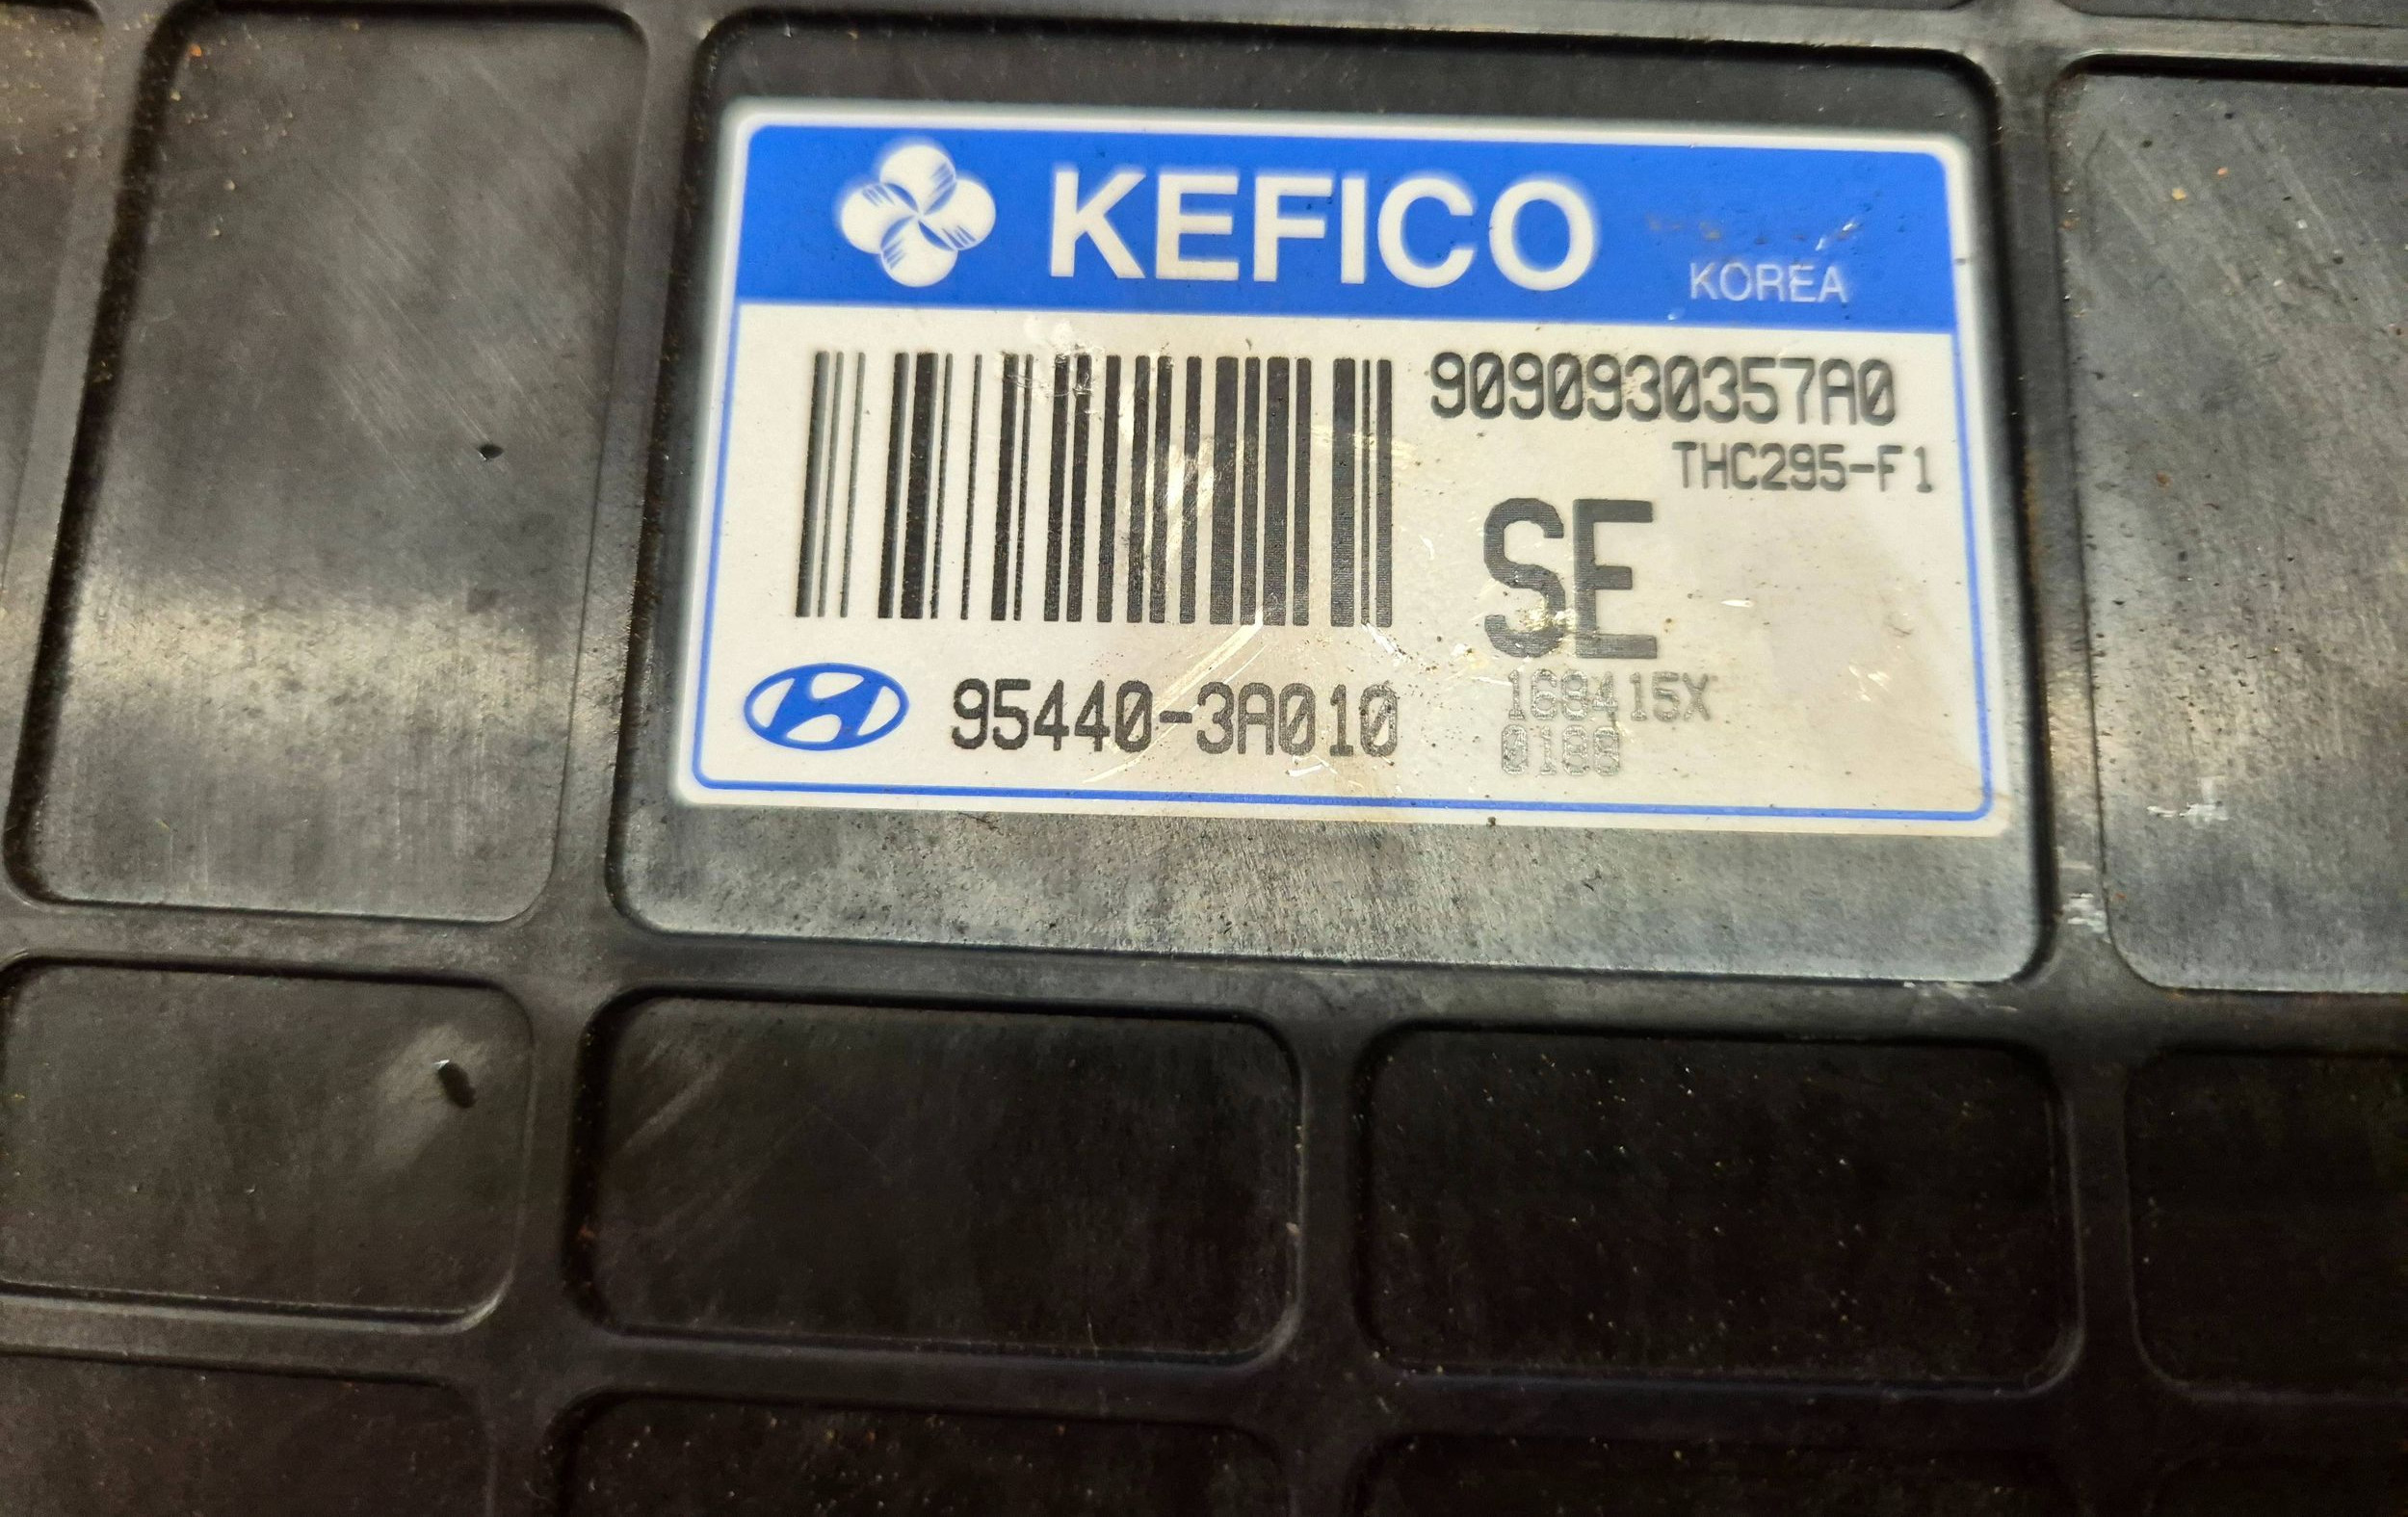 KEFICO
KOREA
9090930357A0
THC295-F1
SE
95440-3A010
168415X
0188